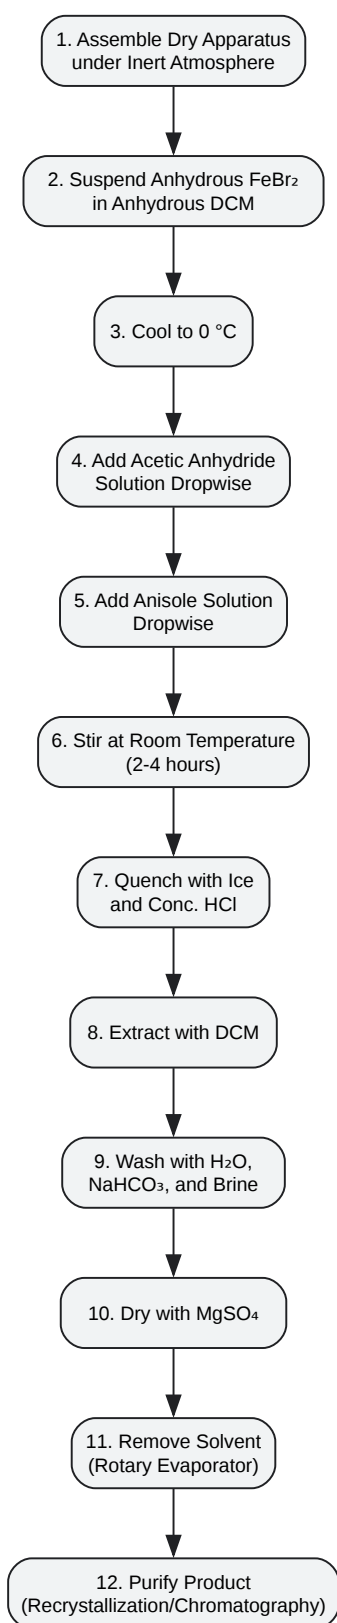 1. Assemble Dry Apparatus
under Inert Atmosphere
2. Suspend Anhydrous FeBr₂
in Anhydrous DCM
3. Cool to 0 °C
4. Add Acetic Anhydride
Solution Dropwise
5. Add Anisole Solution
Dropwise
6. Stir at Room Temperature
(2-4 hours)
7. Quench with Ice
and Conc. HCl
8. Extract with DCM
9. Wash with H₂O,
NaHCO₃, and Brine
10. Dry with MgSO₄
11. Remove Solvent
(Rotary Evaporator)
12. Purify Product
(Recrystallization/Chromatography)